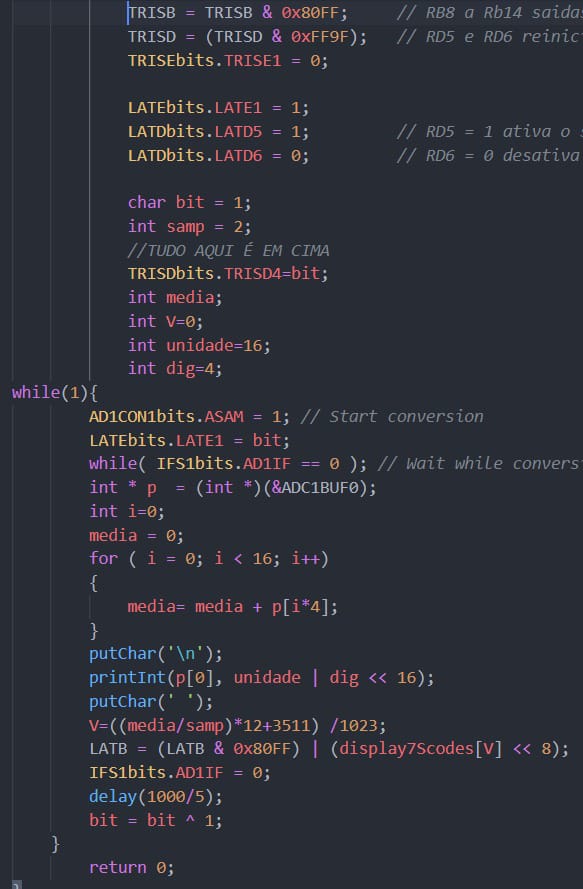 TRISB = TRISB & 0x80FF;     // RB8 a Rb14 saidas
TRISD = (TRISD & 0xFF9F);   // RD5 e RD6
TRISEbits.TRISE1 = 0;
LATEbits.LATE1 = 1;
LATDbits.LATD5 = 1;         // RD5 = 1 ativa o
LATDbits.LATD6 = 0;         // RD6 = 0 desativa
char bit = 1;
int samp = 2;
//TUDO AQUI É EM CIMA
TRISDbits.TRISD4=bit;
int media;
int V=0;
int unidade=16;
int dig=4;
while(1){
AD1CON1bits.ASAM = 1; // Start conversion
LATEbits.LATE1 = bit;
while( IFS1bits.AD1IF == 0 ); // Wait while
int * p  = (int *)(&ADC1BUF0);
int i=0;
media = 0;
for ( i = 0; i < 16; i++)
{
media= media + p[i*4];
}
putChar('\n');
printInt(p[0], unidade | dig << 16);
putChar(' ');
V=((media/samp)*12+3511) /1023;
LATB = (LATB & 0x80FF) | (display7Scodes[V] << 8);
IFS1bits.AD1IF = 0;
delay(1000/5);
bit = bit ^ 1;
}
return 0;
}